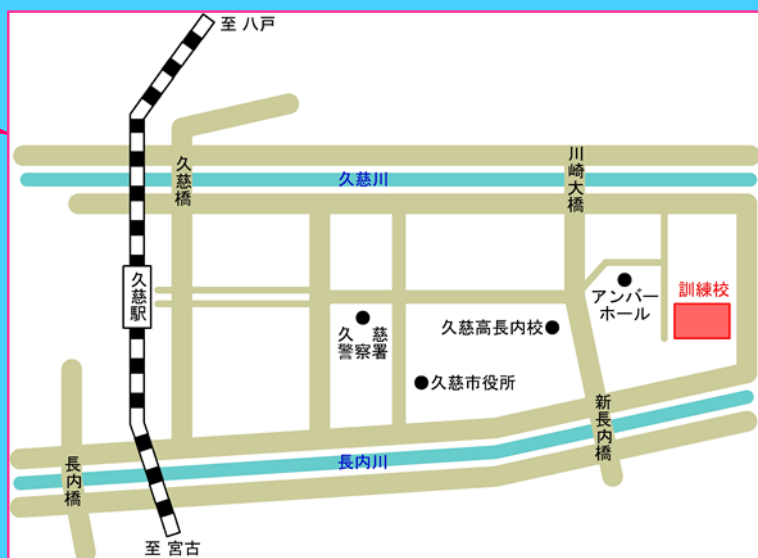 至 八戸
久慈橋
久慈川
川崎大橋
久慈駅
アンバー
ホール
訓練校
久　慈
警察署
久慈高長内校
久慈市役所
新長内橋
長内橋
長内川
至 宮古